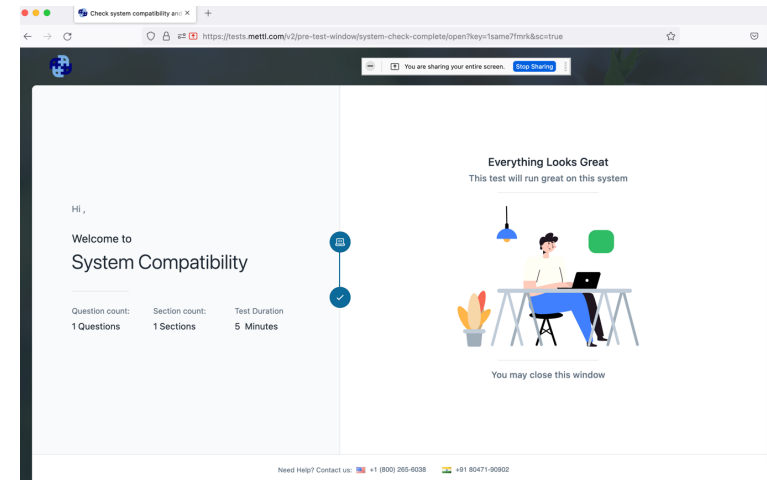 Check system compatibility and
https://tests.mettl.com/v2/pre-test-window/system-check-complete/open?key=1same7fmrk&sc=true
You are sharing your entire screen. Stop Sharing
Hi ,
Welcome to
System Compatibility
Question count: Section count: Test Duration
1 Questions 1 Sections 5 Minutes
Everything Looks Great
This test will run great on this system
You may close this window
Need Help? Contact us: +1 (800) 265-6038 +91 80471-90902